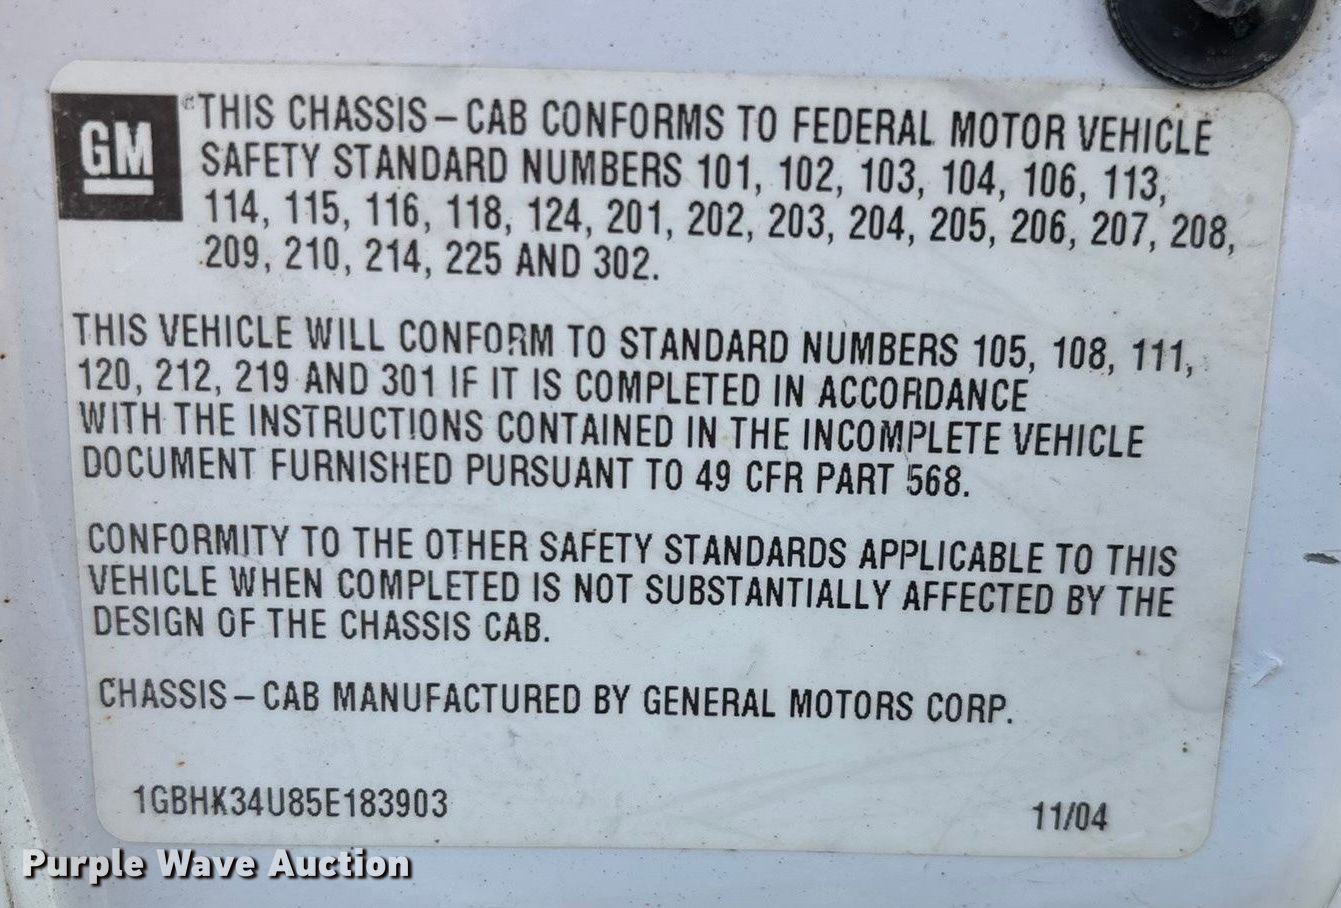 GM
THIS CHASSIS-CAB CONFORMS TO FEDERAL MOTOR VEHICLE
SAFETY STANDARD NUMBERS 101, 102, 103, 104, 106, 113,
114, 115, 116, 118, 124, 201, 202, 203, 204, 205, 206, 207, 208,
209, 210, 214, 225 AND 302.
THIS VEHICLE WILL CONFORM TO STANDARD NUMBERS 105, 108, 111,
120, 212, 219 AND 301 IF IT IS COMPLETED IN ACCORDANCE
WITH THE INSTRUCTIONS CONTAINED IN THE INCOMPLETE VEHICLE
DOCUMENT FURNISHED PURSUANT TO 49 CFR PART 568.
CONFORMITY TO THE OTHER SAFETY STANDARDS APPLICABLE TO THIS
VEHICLE WHEN COMPLETED IS NOT SUBSTANTIALLY AFFECTED BY THE
DESIGN OF THE CHASSIS CAB.
CHASSIS-CAB MANUFACTURED BY GENERAL MOTORS CORP.
1GBHK34U85E183903
11/04
Purple Wave Auction